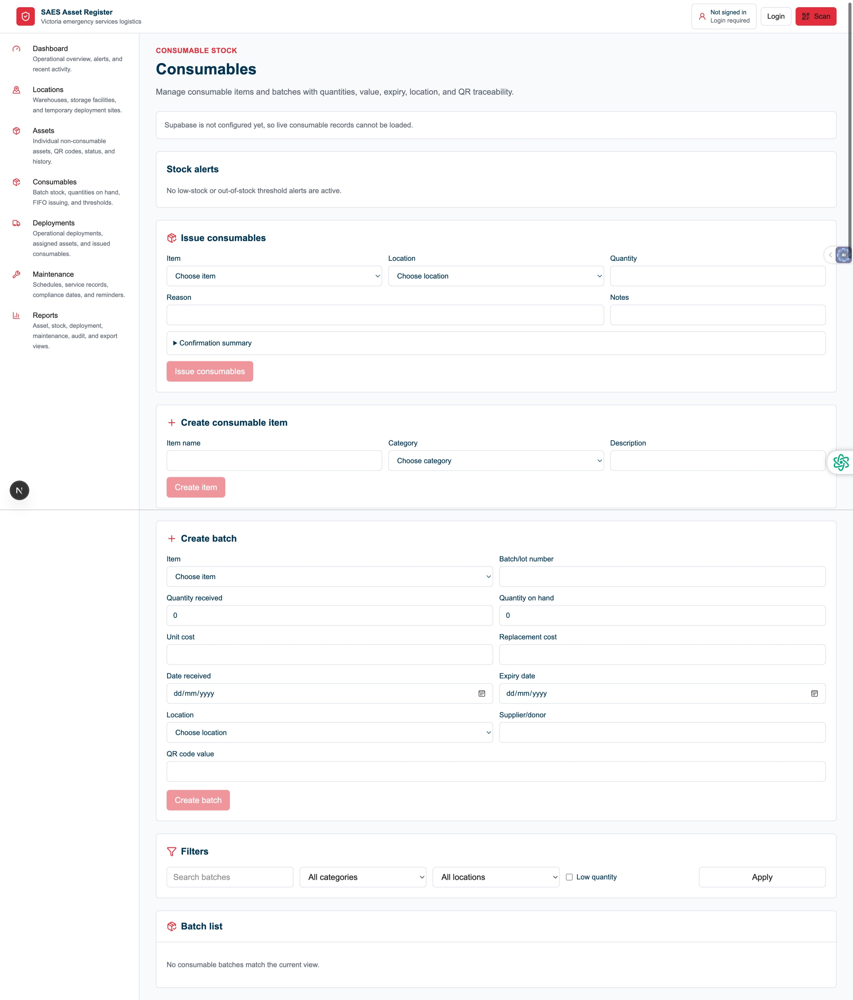 SAES Asset Register
Victoria emergency services logistics
Not signed in
Login required
Login
Scan
Dashboard
Operational overview, alerts, and
recent activity.
Locations
Warehouses, storage facilities,
and temporary deployment sites.
Assets
Individual non-consumable
assets, QR codes, status, and
history.
Consumables
Batch stock, quantities on hand,
FIFO issuing, and thresholds.
Deployments
Operational deployments,
assigned assets, and issued
consumables.
Maintenance
Schedules, service records,
compliance dates, and reminders.
Reports
Asset, stock, deployment,
maintenance, audit, and export
views.
N
CONSUMABLE STOCK
Consumables
Manage consumable items and batches with quantities, value, expiry, location, and QR traceability.
Supabase is not configured yet, so live consumable records cannot be loaded.
Stock alerts
No low-stock or out-of-stock threshold alerts are active.
Issue consumables
Item Location Quantity
Choose item Choose location
AI
Reason Notes
Confirmation summary
Issue consumables
Create consumable item
Item name Category Description
Choose category
Create item
Create batch
Item Batch/lot number
Choose item
Quantity received Quantity on hand
0 0
Unit cost Replacement cost
Date received Expiry date
dd/mm/yyyy dd/mm/yyyy
Location Supplier/donor
Choose location
QR code value
Create batch
Filters
Search batches All categories All locations Low quantity Apply
Batch list
No consumable batches match the current view.